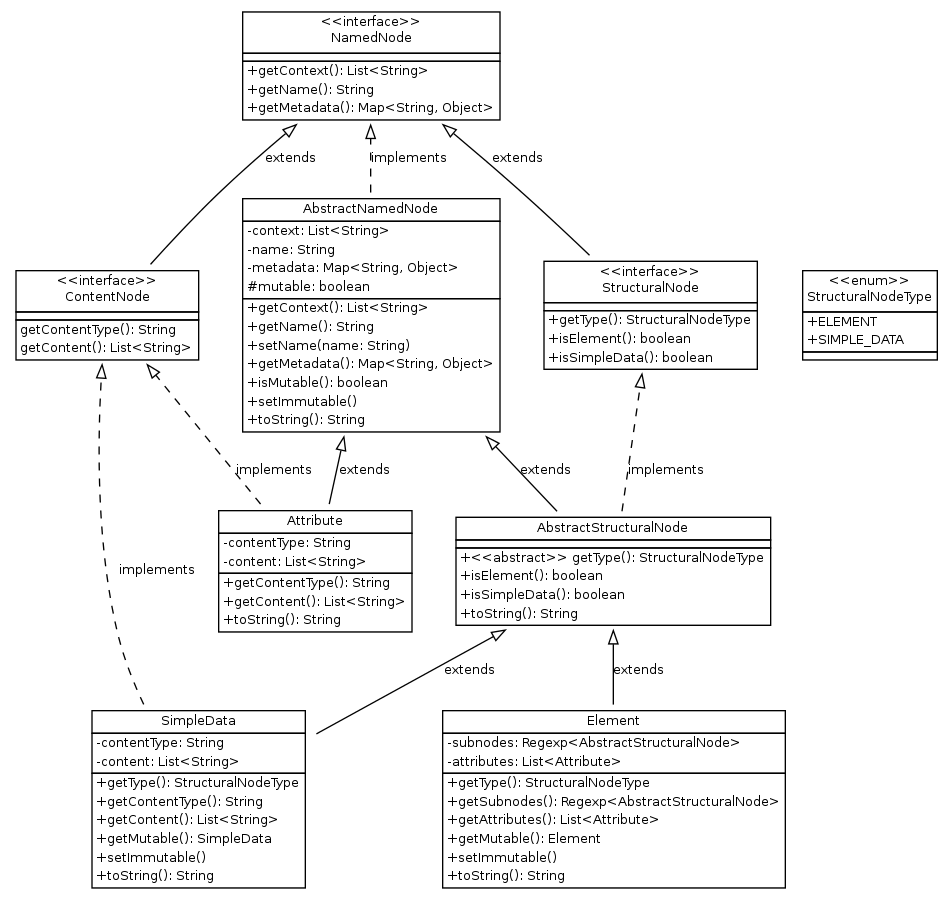 <<interface>>
NamedNode
+getContext(): List<String>
+getName(): String
+getMetadata(): Map<String, Object>
extends
implements
extends
AbstractNamedNode
-context: List<String>
-name: String
-metadata: Map<String, Object>
#mutable: boolean
+getContext(): List<String>
+getName(): String
+setName(name: String)
+getMetadata(): Map<String, Object>
+isMutable(): boolean
+setImmutable()
+toString(): String
<<interface>>
ContentNode
getContentType(): String
getContent(): List<String>
<<interface>>
StructuralNode
+getType(): StructuralNodeType
+isElement(): boolean
+isSimpleData(): boolean
<<enum>>
StructuralNodeType
+ELEMENT
+SIMPLE_DATA
implements
extends
extends
implements
implements
Attribute
-contentType: String
-content: List<String>
+getContentType(): String
+getContent(): List<String>
+toString(): String
AbstractStructuralNode
+<<abstract>> getType(): StructuralNodeType
+isElement(): boolean
+isSimpleData(): boolean
+toString(): String
extends
extends
SimpleData
-contentType: String
-content: List<String>
+getType(): StructuralNodeType
+getContentType(): String
+getContent(): List<String>
+getMutable(): SimpleData
+setImmutable()
+toString(): String
Element
-subnodes: Regexp<AbstractStructuralNode>
-attributes: List<Attribute>
+getType(): StructuralNodeType
+getSubnodes(): Regexp<AbstractStructuralNode>
+getAttributes(): List<Attribute>
+getMutable(): Element
+setImmutable()
+toString(): String